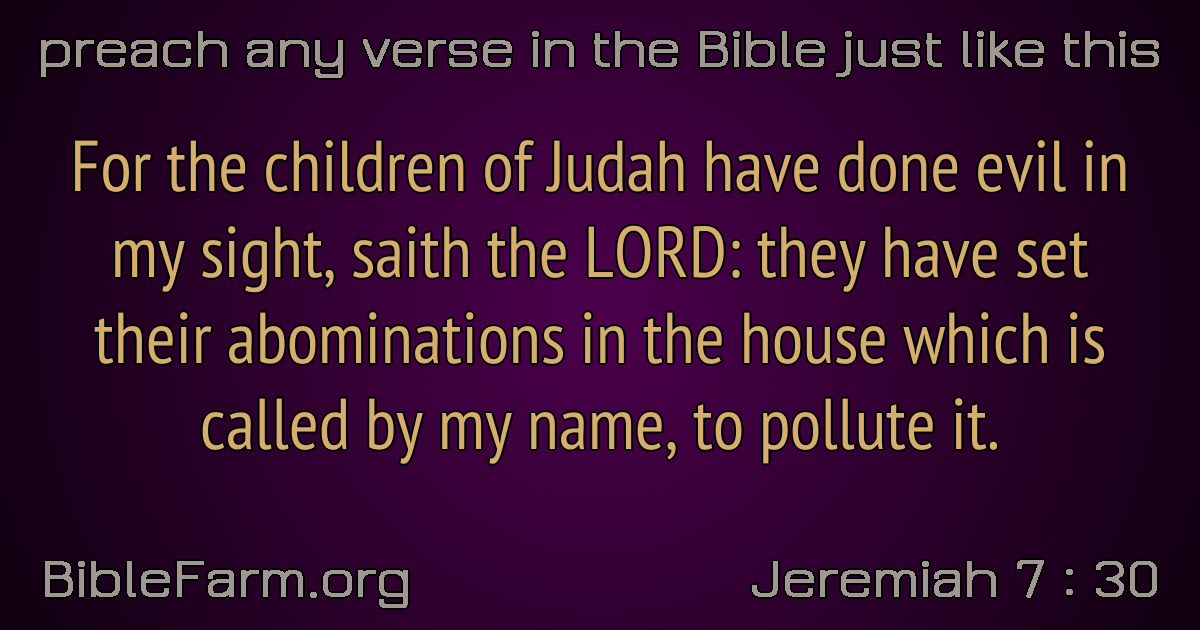 preach any verse in the Bible just like this
For the children of Judah have done evil in
my sight, saith the LORD: they have set
their abominations in the house which is
called by my name, to pollute it.
BibleFarm.org
Jeremiah 7 : 30